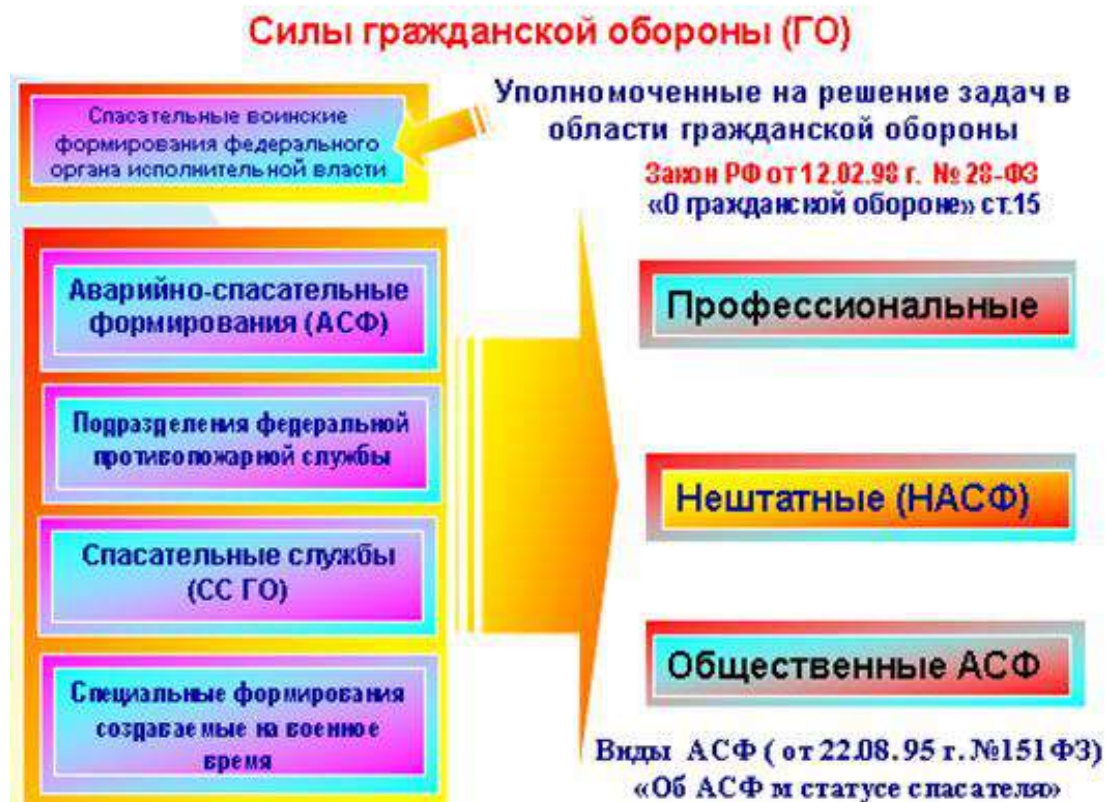 Силы гражданской обороны (ГО)
Спасательные воинские
формирования федерального
органа исполнительной власти
Уполномоченные на решение задач в
области гражданской обороны
Закон РФ от 12.02.98 г. № 28-ФЗ
«О гражданской обороне» ст.15
Аварийно-спасательные
формирования (АСФ)
Подразделения федеральной
противопожарной службы
Спасательные службы
(СС ГО)
Специальные формирования
создаваемые на военное
время
Профессиональные
Нештатные (НАСФ)
Общественные АСФ
Виды АСФ ( от 22.08.95 г. №151ФЗ)
«Об АСФ м статусе спасателя»